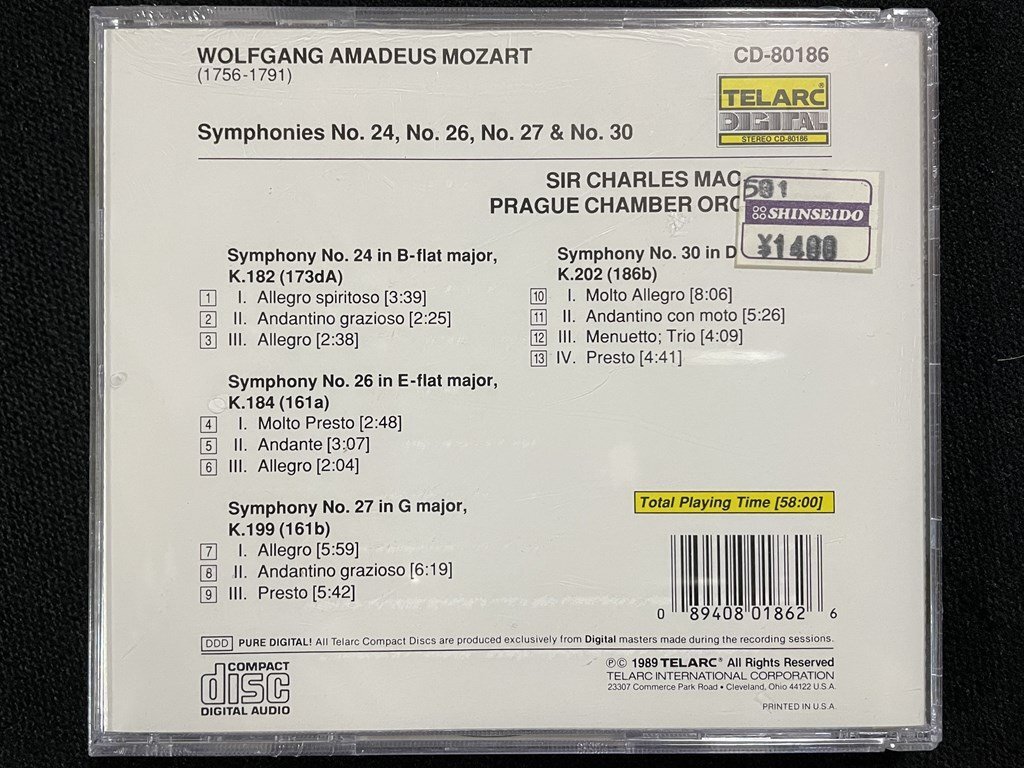 WOLFGANG AMADEUS MOZART
(1756-1791)
CD-80186
TELARC®
DIGITAL
STEREO CD-80186
Symphonies No. 24, No. 26, No. 27 & No. 30
SIR CHARLES MAC
PRAGUE CHAMBER ORC
501
SHINSEIDO
¥1400
Symphony No. 24 in B-flat major,
K.182 (173dA)
1 I. Allegro spiritoso [3:39]
2 II. Andantino grazioso [2:25]
3 III. Allegro [2:38]
Symphony No. 26 in E-flat major,
K.184 (161a)
4 I. Molto Presto [2:48]
5 II. Andante [3:07]
6 III. Allegro [2:04]
Symphony No. 27 in G major,
K.199 (161b)
7 I. Allegro [5:59]
8 II. Andantino grazioso [6:19]
9 III. Presto [5:42]
Symphony No. 30 in D
K.202 (186b)
10 I. Molto Allegro [8:06]
11 II. Andantino con moto [5:26]
12 III. Menuetto; Trio [4:09]
13 IV. Presto [4:41]
Total Playing Time [58:00]
0 89408 01862 6
DDD PURE DIGITAL! All Telarc Compact Discs are produced exclusively from Digital masters made during the recording sessions.
COMPACT
disc
DIGITAL AUDIO
℗© 1989 TELARC® All Rights Reserved
TELARC INTERNATIONAL CORPORATION
23307 Commerce Park Road • Cleveland, Ohio 44122 U.S.A.
PRINTED IN U.S.A.